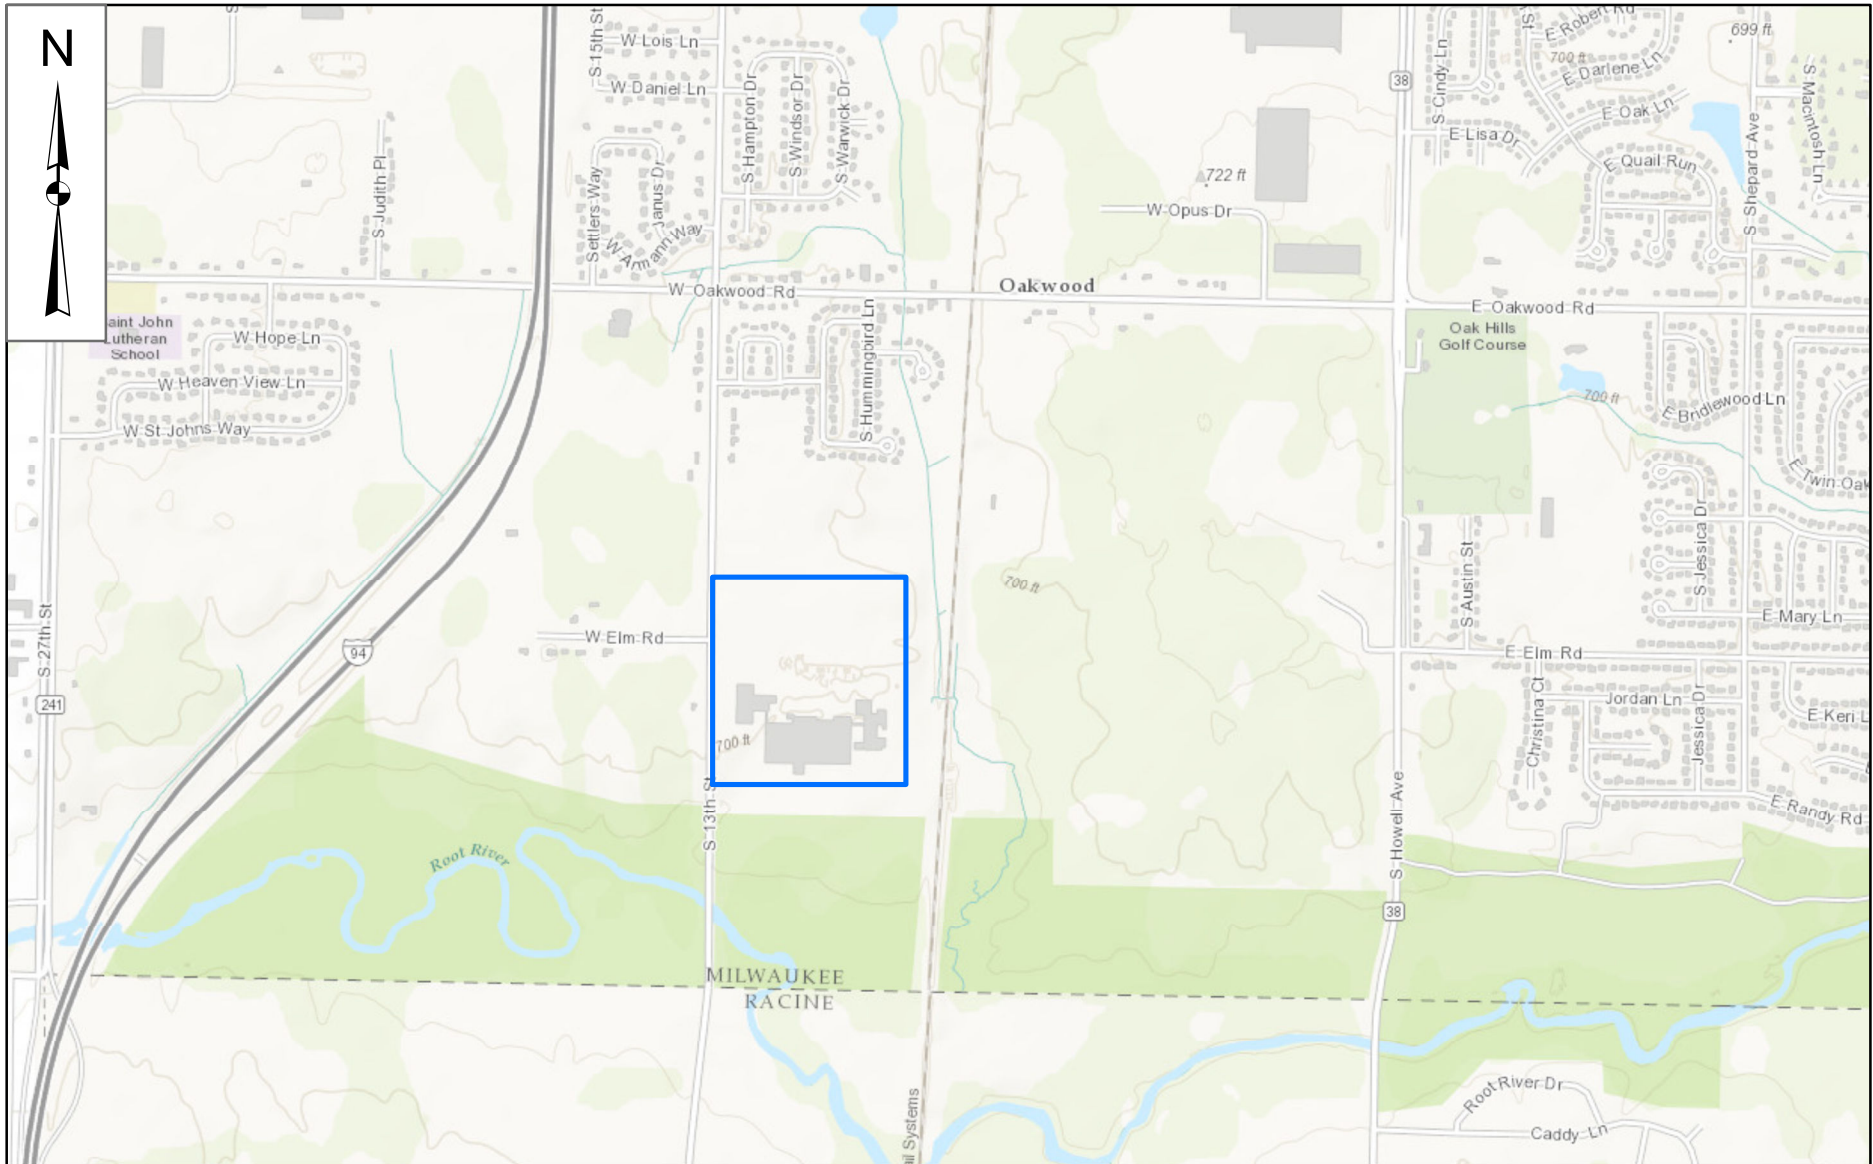 N
S 15th St
W Lois Ln
W Daniel Ln
S Hampton Dr
S Windsor Dr
S Warwick Dr
S Judith Pl
Settlers Way
Janus Dr
38
S Cindy Ln
E Robert Rd
700 ft
E Darlene Ln
699 ft
E Oak Ln
E Lisa Dr
E Quail Run
S Shepard Ave
S Macintosh Ln
722 ft
W Opus Dr
W Oakwood Rd
Oakwood
E Oakwood Rd
aint John
Lutheran
School
W Hope Ln
W Heaven View Ln
W St Johns Way
S Hummingbird Ln
Oak Hills
Golf Course
700 ft
E Bridlewood Ln
E Twin Oak
S Jessica Dr
S Austin St
700 ft
E Mary Ln
S 27th St
W Elm Rd
94
E Elm Rd
241
Christina Ct
Jordan Ln
Jessica Dr
E Keri L
700 ft
S 13th St
S Howell Ave
E Randy Rd
Root River
38
MILWAUKEE
RACINE
Root River Dr
Caddy Ln
il Systems